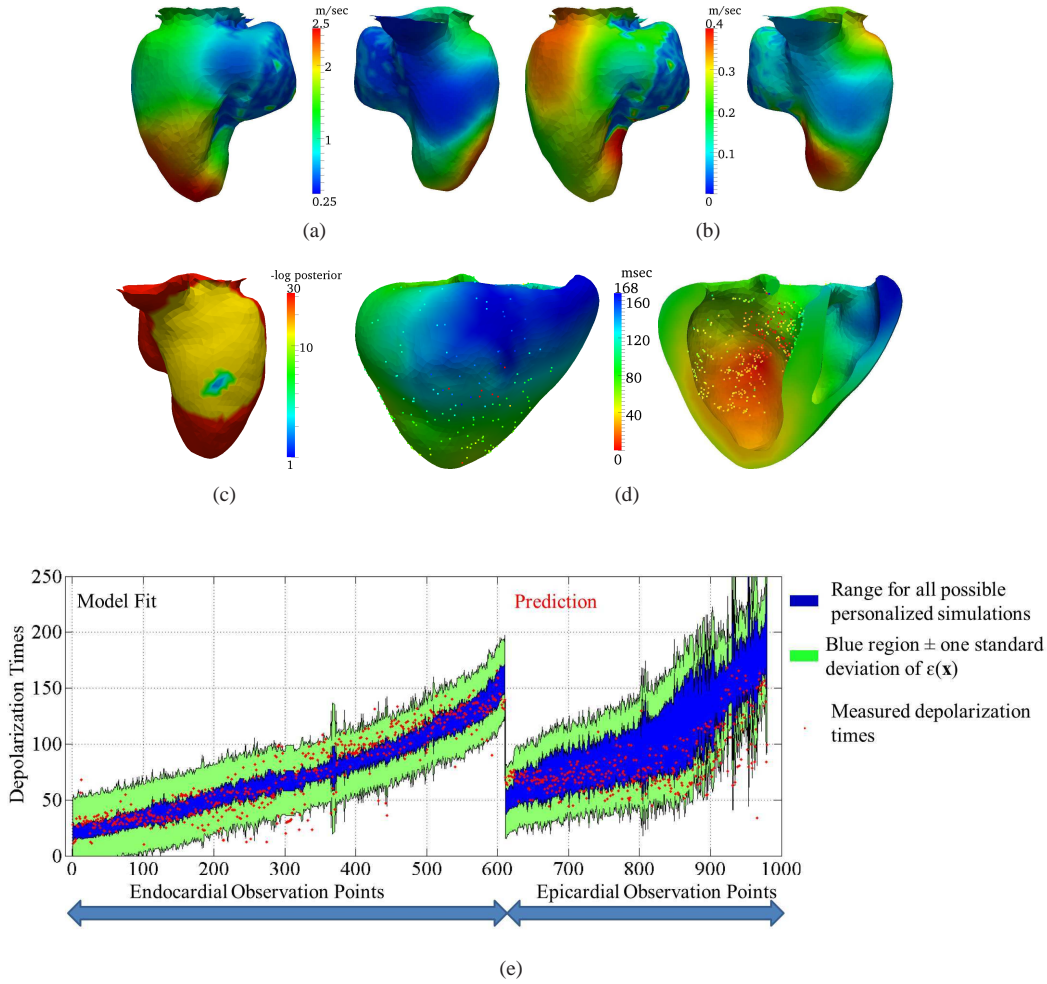 m/sec
2.5
2
1
0.25
m/sec
0.4
0.3
0.2
0.1
0
(a)
(b)
-log posterior
30
10
1
msec
168
160
120
80
40
0
(c)
(d)
250
200
150
100
50
0
Depolarization Times
Model Fit
Prediction
0
100
200
300
400
500
600
700
800
900
1000
Endocardial Observation Points
Epicardial Observation Points
Range for all possible
personalized simulations
Blue region ± one standard
deviation of ε(x)
Measured depolarization
times
(e)